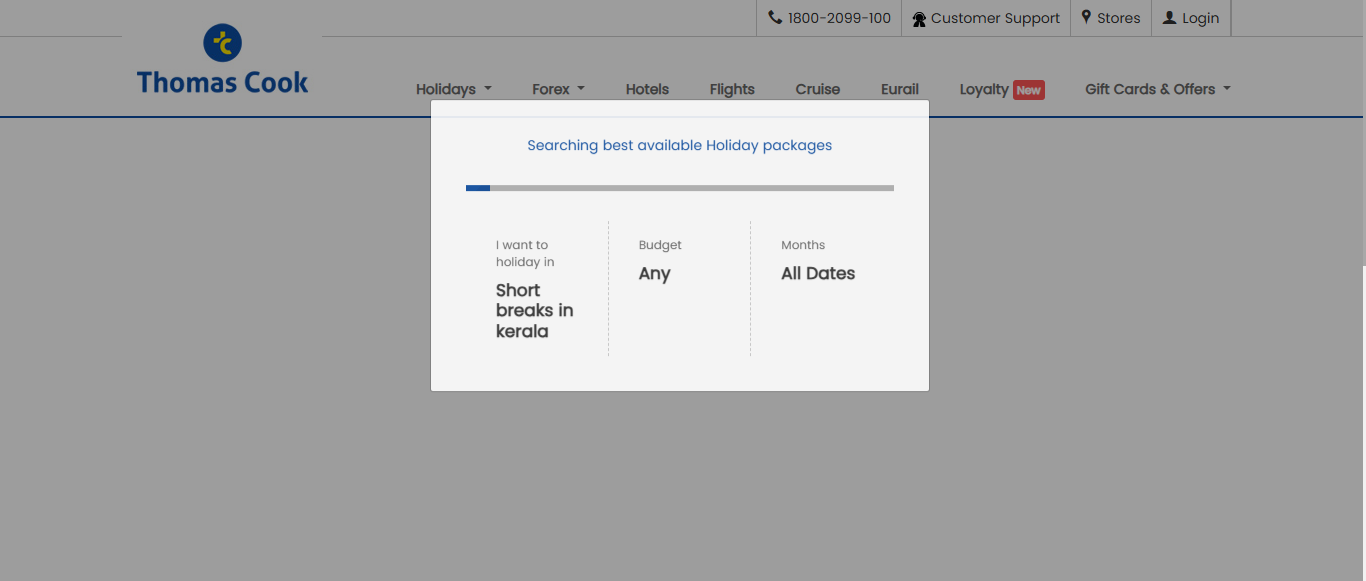 1800-2099-100 Customer Support Stores Login
Thomas Cook
Holidays Forex Hotels Flights Cruise Eurail Loyalty New Gift Cards & Offers
Searching best available Holiday packages
I want to
holiday in
Short
breaks in
kerala
Budget
Any
Months
All Dates